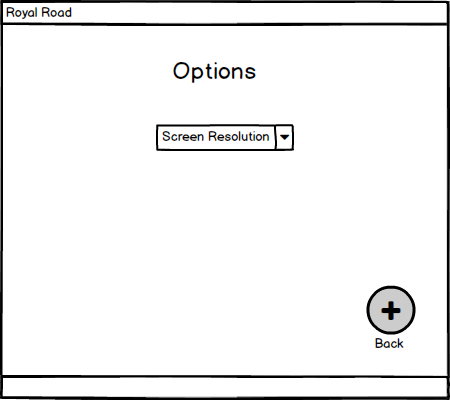 Royal Road
Options
Screen Resolution
Back